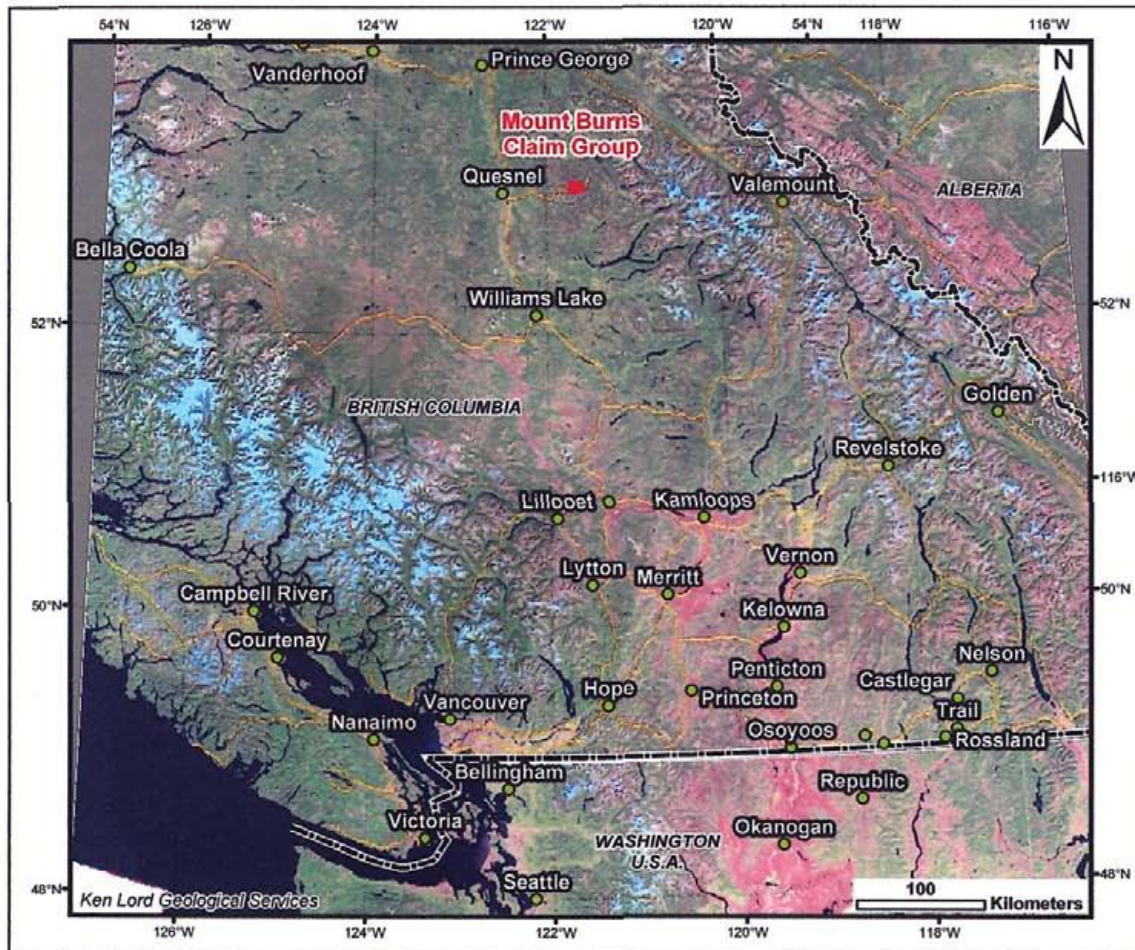 54°N
126°W
124°W
122°W
120°W
54°N
118°W
116°W
Vanderhoof
Prince George
N
Mount Burns
Claim Group
Quesnel
Valemount
ALBERTA
Bella Coola
Williams Lake
52°N
52°N
BRITISH COLUMBIA
Golden
Revelstoke
116°W
Lillooet
Kamloops
Vernon
Lytton
Merritt
50°N
50°N
Campbell River
Kelowna
Courtenay
Nelson
Penticton
Castlegar
Hope
Princeton
Vancouver
Trail
Nanaimo
Osoyoos
Rossland
Bellingham
Republic
Victoria
Okanogan
WASHINGTON
U.S.A.
48°N
Seattle
48°N
100
Kilometers
Ken Lord Geological Services
126°W
124°W
122°W
120°W
118°W